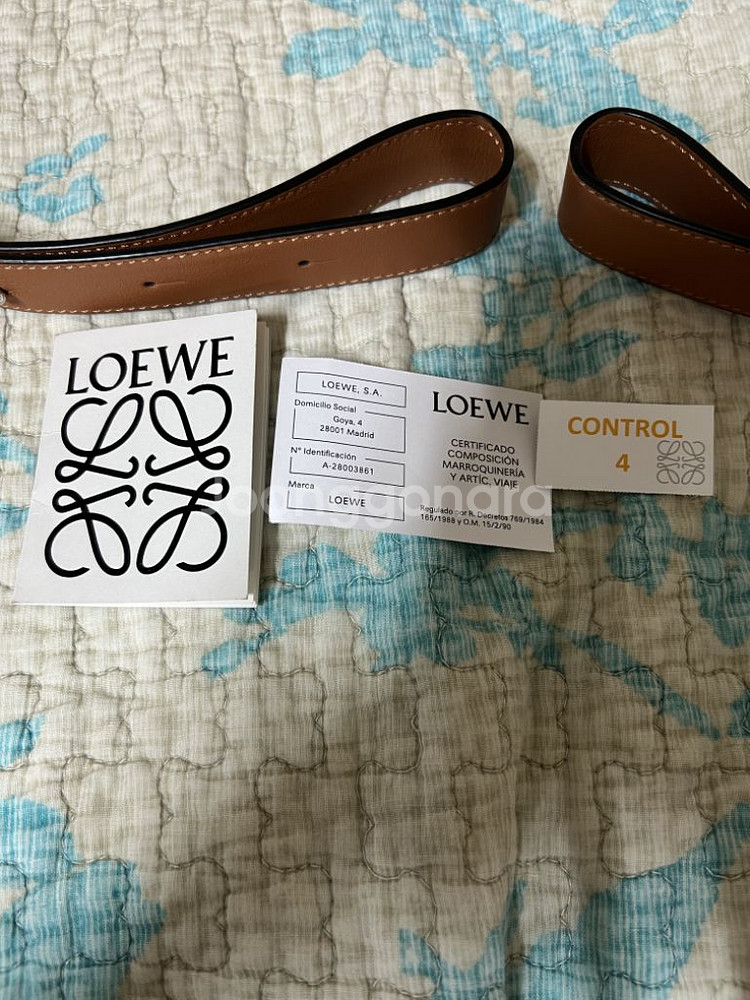 LOEWE
LOEWE, S.A.
Domicilio Social
Goya, 4
28001 Madrid
Nº Identificación
A-28003861
Marca
LOEWE
LOEWE
CERTIFICADO
COMPOSICIÓN
MARROQUINERÍA
Y ARTÍC, VIAJE
Regulado por R. Decretos 769/1984
165/1988 y O.M. 15/2/90
CONTROL
4
Joonggonara